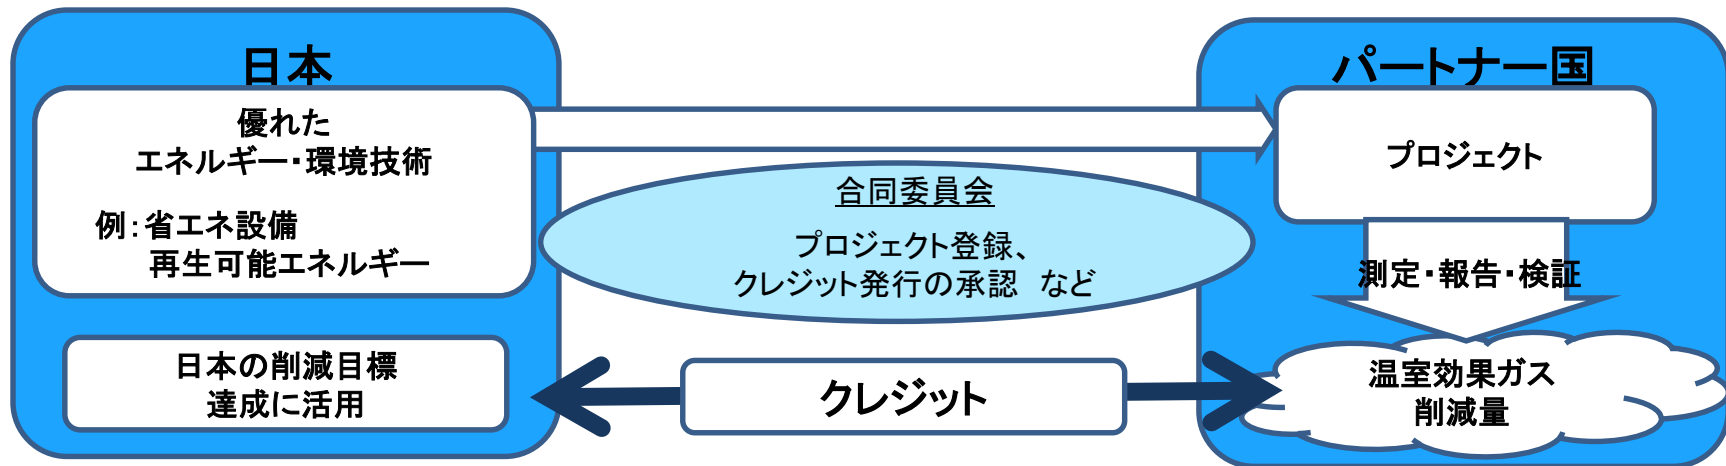 日本
優れた
エネルギー・環境技術
例：省エネ設備
再生可能エネルギー
日本の削減目標
達成に活用
合同委員会
プロジェクト登録、
クレジット発行の承認　など
クレジット
パートナー国
プロジェクト
測定・報告・検証
温室効果ガス
削減量